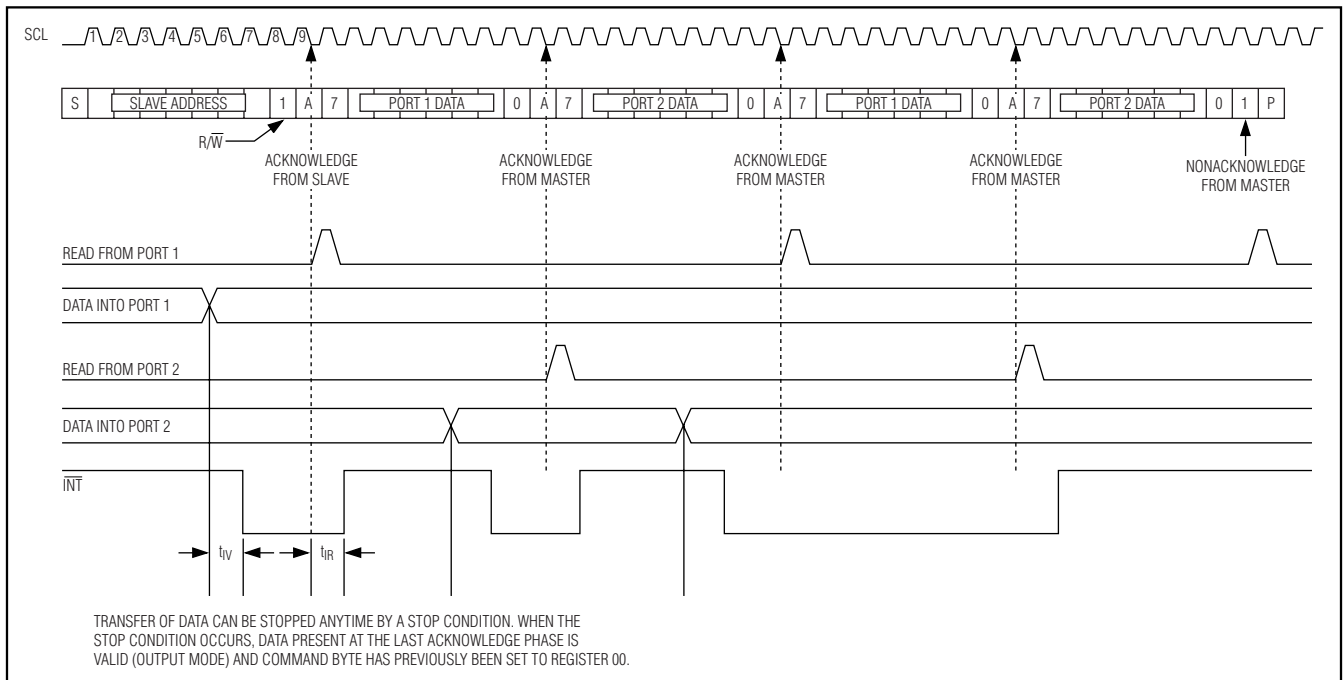 SCL 1 2 3 4 5 6 7 8 9
S SLAVE ADDRESS 1 A 7 PORT 1 DATA 0 A 7 PORT 2 DATA 0 A 7 PORT 1 DATA 0 A 7 PORT 2 DATA 0 1 P
R/W̅
ACKNOWLEDGE
FROM SLAVE
ACKNOWLEDGE
FROM MASTER
ACKNOWLEDGE
FROM MASTER
ACKNOWLEDGE
FROM MASTER
NONACKNOWLEDGE
FROM MASTER
READ FROM PORT 1
DATA INTO PORT 1
READ FROM PORT 2
DATA INTO PORT 2
I̅N̅T̅
tIV tIR
TRANSFER OF DATA CAN BE STOPPED ANYTIME BY A STOP CONDITION. WHEN THE
STOP CONDITION OCCURS, DATA PRESENT AT THE LAST ACKNOWLEDGE PHASE IS
VALID (OUTPUT MODE) AND COMMAND BYTE HAS PREVIOUSLY BEEN SET TO REGISTER 00.